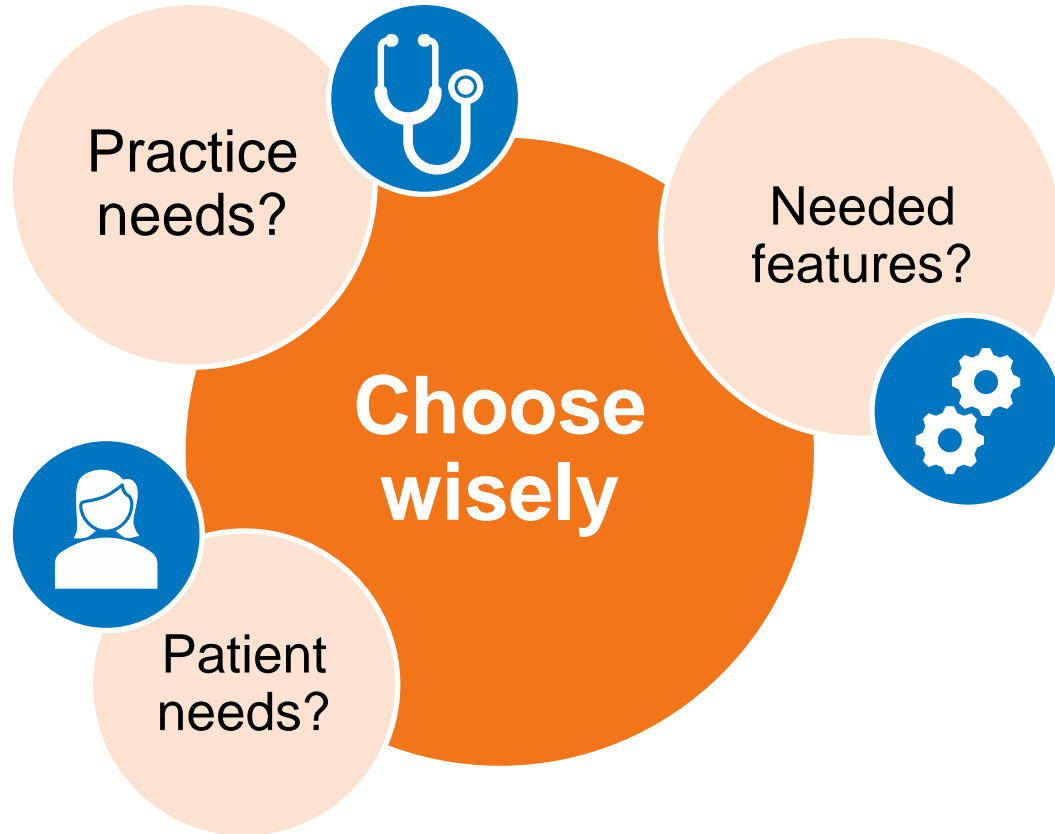 Practice
needs?
Needed
features?
Choose
wisely
Patient
needs?